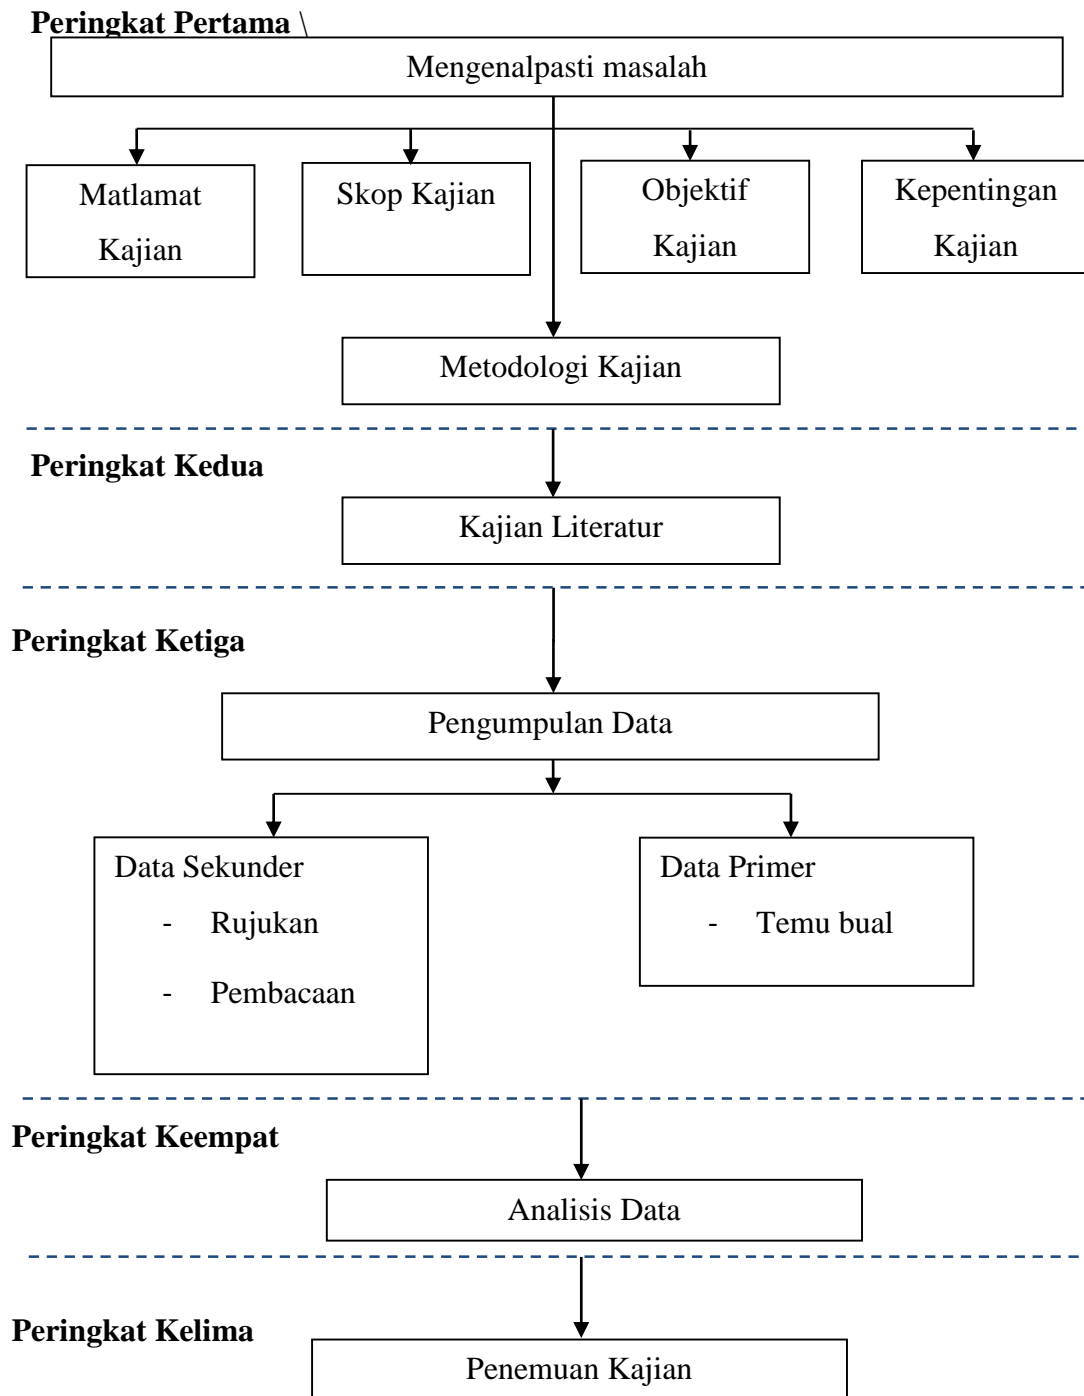 Peringkat Pertama \
Mengenalpasti masalah
Matlamat
Kajian
Skop Kajian
Objektif
Kajian
Kepentingan
Kajian
Metodologi Kajian
Peringkat Kedua
Kajian Literatur
Peringkat Ketiga
Pengumpulan Data
Data Sekunder
- Rujukan
- Pembacaan
Data Primer
- Temu bual
Peringkat Keempat
Analisis Data
Peringkat Kelima
Penemuan Kajian